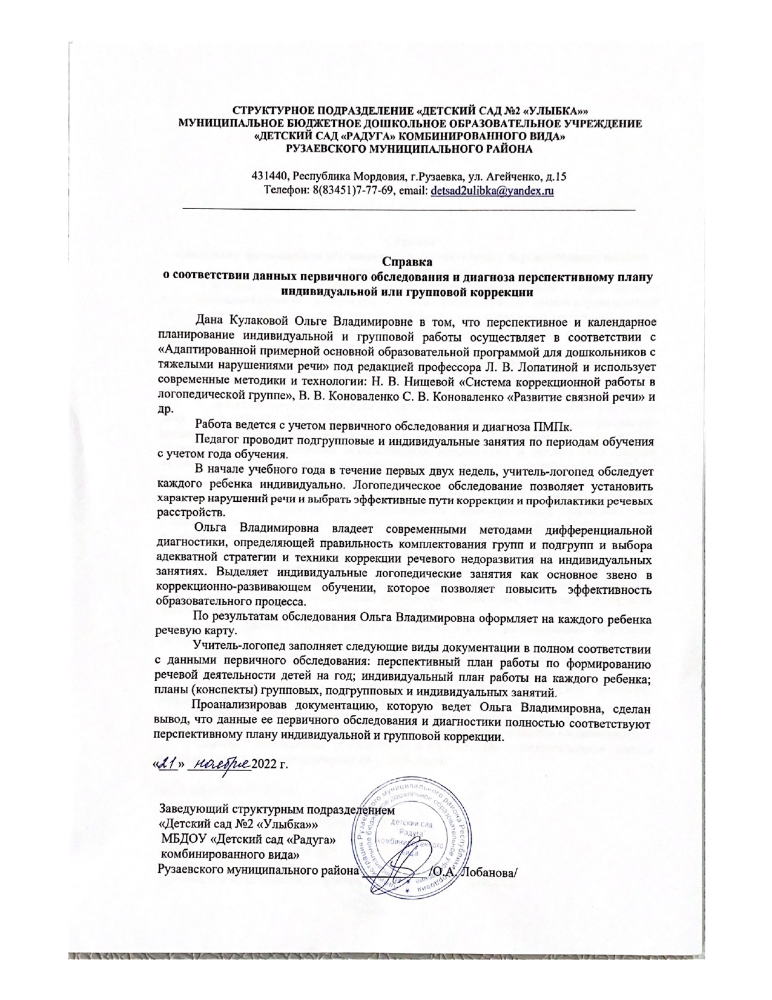 СТРУКТУРНОЕ ПОДРАЗДЕЛЕНИЕ «ДЕТСКИЙ САД №2 «УЛЫБКА»»
МУНИЦИПАЛЬНОЕ БЮДЖЕТНОЕ ДОШКОЛЬНОЕ ОБРАЗОВАТЕЛЬНОЕ УЧРЕЖДЕНИЕ
«ДЕТСКИЙ САД «РАДУГА» КОМБИНИРОВАННОГО ВИДА»
РУЗАЕВСКОГО МУНИЦИПАЛЬНОГО РАЙОНА
431440, Республика Мордовия, г.Рузаевка, ул. Агейченко, д.15
Телефон: 8(83451)7-77-69, email: detsad2ulibka@yandex.ru
Справка
о соответствии данных первичного обследования и диагноза перспективному плану
индивидуальной или групповой коррекции
Дана Кулаковой Ольге Владимировне в том, что перспективное и календарное
планирование индивидуальной и групповой работы осуществляет в соответствии с
«Адаптированной примерной основной образовательной программой для дошкольников с
тяжелыми нарушениями речи» под редакцией профессора Л. В. Лопатиной и использует
современные методики и технологии: Н. В. Нищевой «Система коррекционной работы в
логопедической группе», В. В. Коноваленко С. В. Коноваленко «Развитие связной речи» и
др.
Работа ведется с учетом первичного обследования и диагноза ПМПк.
Педагог проводит подгрупповые и индивидуальные занятия по периодам обучения
с учетом года обучения.
В начале учебного года в течение первых двух недель, учитель-логопед обследует
каждого ребенка индивидуально. Логопедическое обследование позволяет установить
характер нарушений речи и выбрать эффективные пути коррекции и профилактики речевых
расстройств.
Ольга Владимировна владеет современными методами дифференциальной
диагностики, определяющей правильность комплектования групп и подгрупп и выбора
адекватной стратегии и техники коррекции речевого недоразвития на индивидуальных
занятиях. Выделяет индивидуальные логопедические занятия как основное звено в
коррекционно-развивающем обучении, которое позволяет повысить эффективность
образовательного процесса.
По результатам обследования Ольга Владимировна оформляет на каждого ребенка
речевую карту.
Учитель-логопед заполняет следующие виды документации в полном соответствии
с данными первичного обследования: перспективный план работы по формированию
речевой деятельности детей на год; индивидуальный план работы на каждого ребенка;
планы (конспекты) групповых, подгрупповых и индивидуальных занятий.
Проанализировав документацию, которую ведет Ольга Владимировна, сделан
вывод, что данные ее первичного обследования и диагностики полностью соответствуют
перспективному плану индивидуальной и групповой коррекции.
«21» ноября 2022 г.
Заведующий структурным подразделением
«Детский сад №2 «Улыбка»»
МБДОУ «Детский сад «Радуга»
комбинированного вида»
Рузаевского муниципального района __________ /О.А. Лобанова/
детский сад
"Радуга"
комбинированного
вида